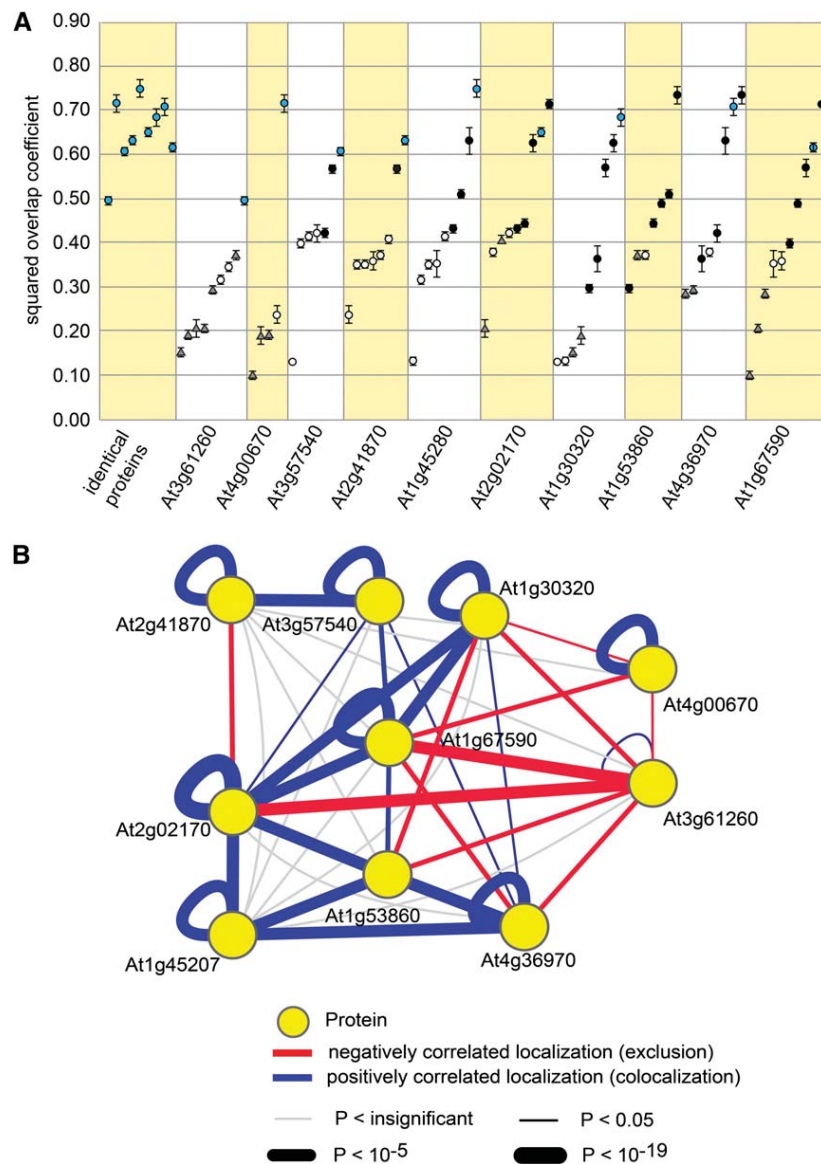 A
squared overlap coefficient
0.90
0.80
0.70
0.60
0.50
0.40
0.30
0.20
0.10
0.00
identical
proteins
At3g61260
At4g00670
At3g57540
At2g41870
At1g45280
At2g02170
At1g30320
At1g53860
At4g36970
At1g67590
B
At2g41870
At3g57540
At1g30320
At4g00670
At1g67590
At2g02170
At3g61260
At1g53860
At1g45207
At4g36970
Protein
negatively correlated localization (exclusion)
positively correlated localization (colocalization)
P < insignificant
P < 0.05
P < 10-5
P < 10-19